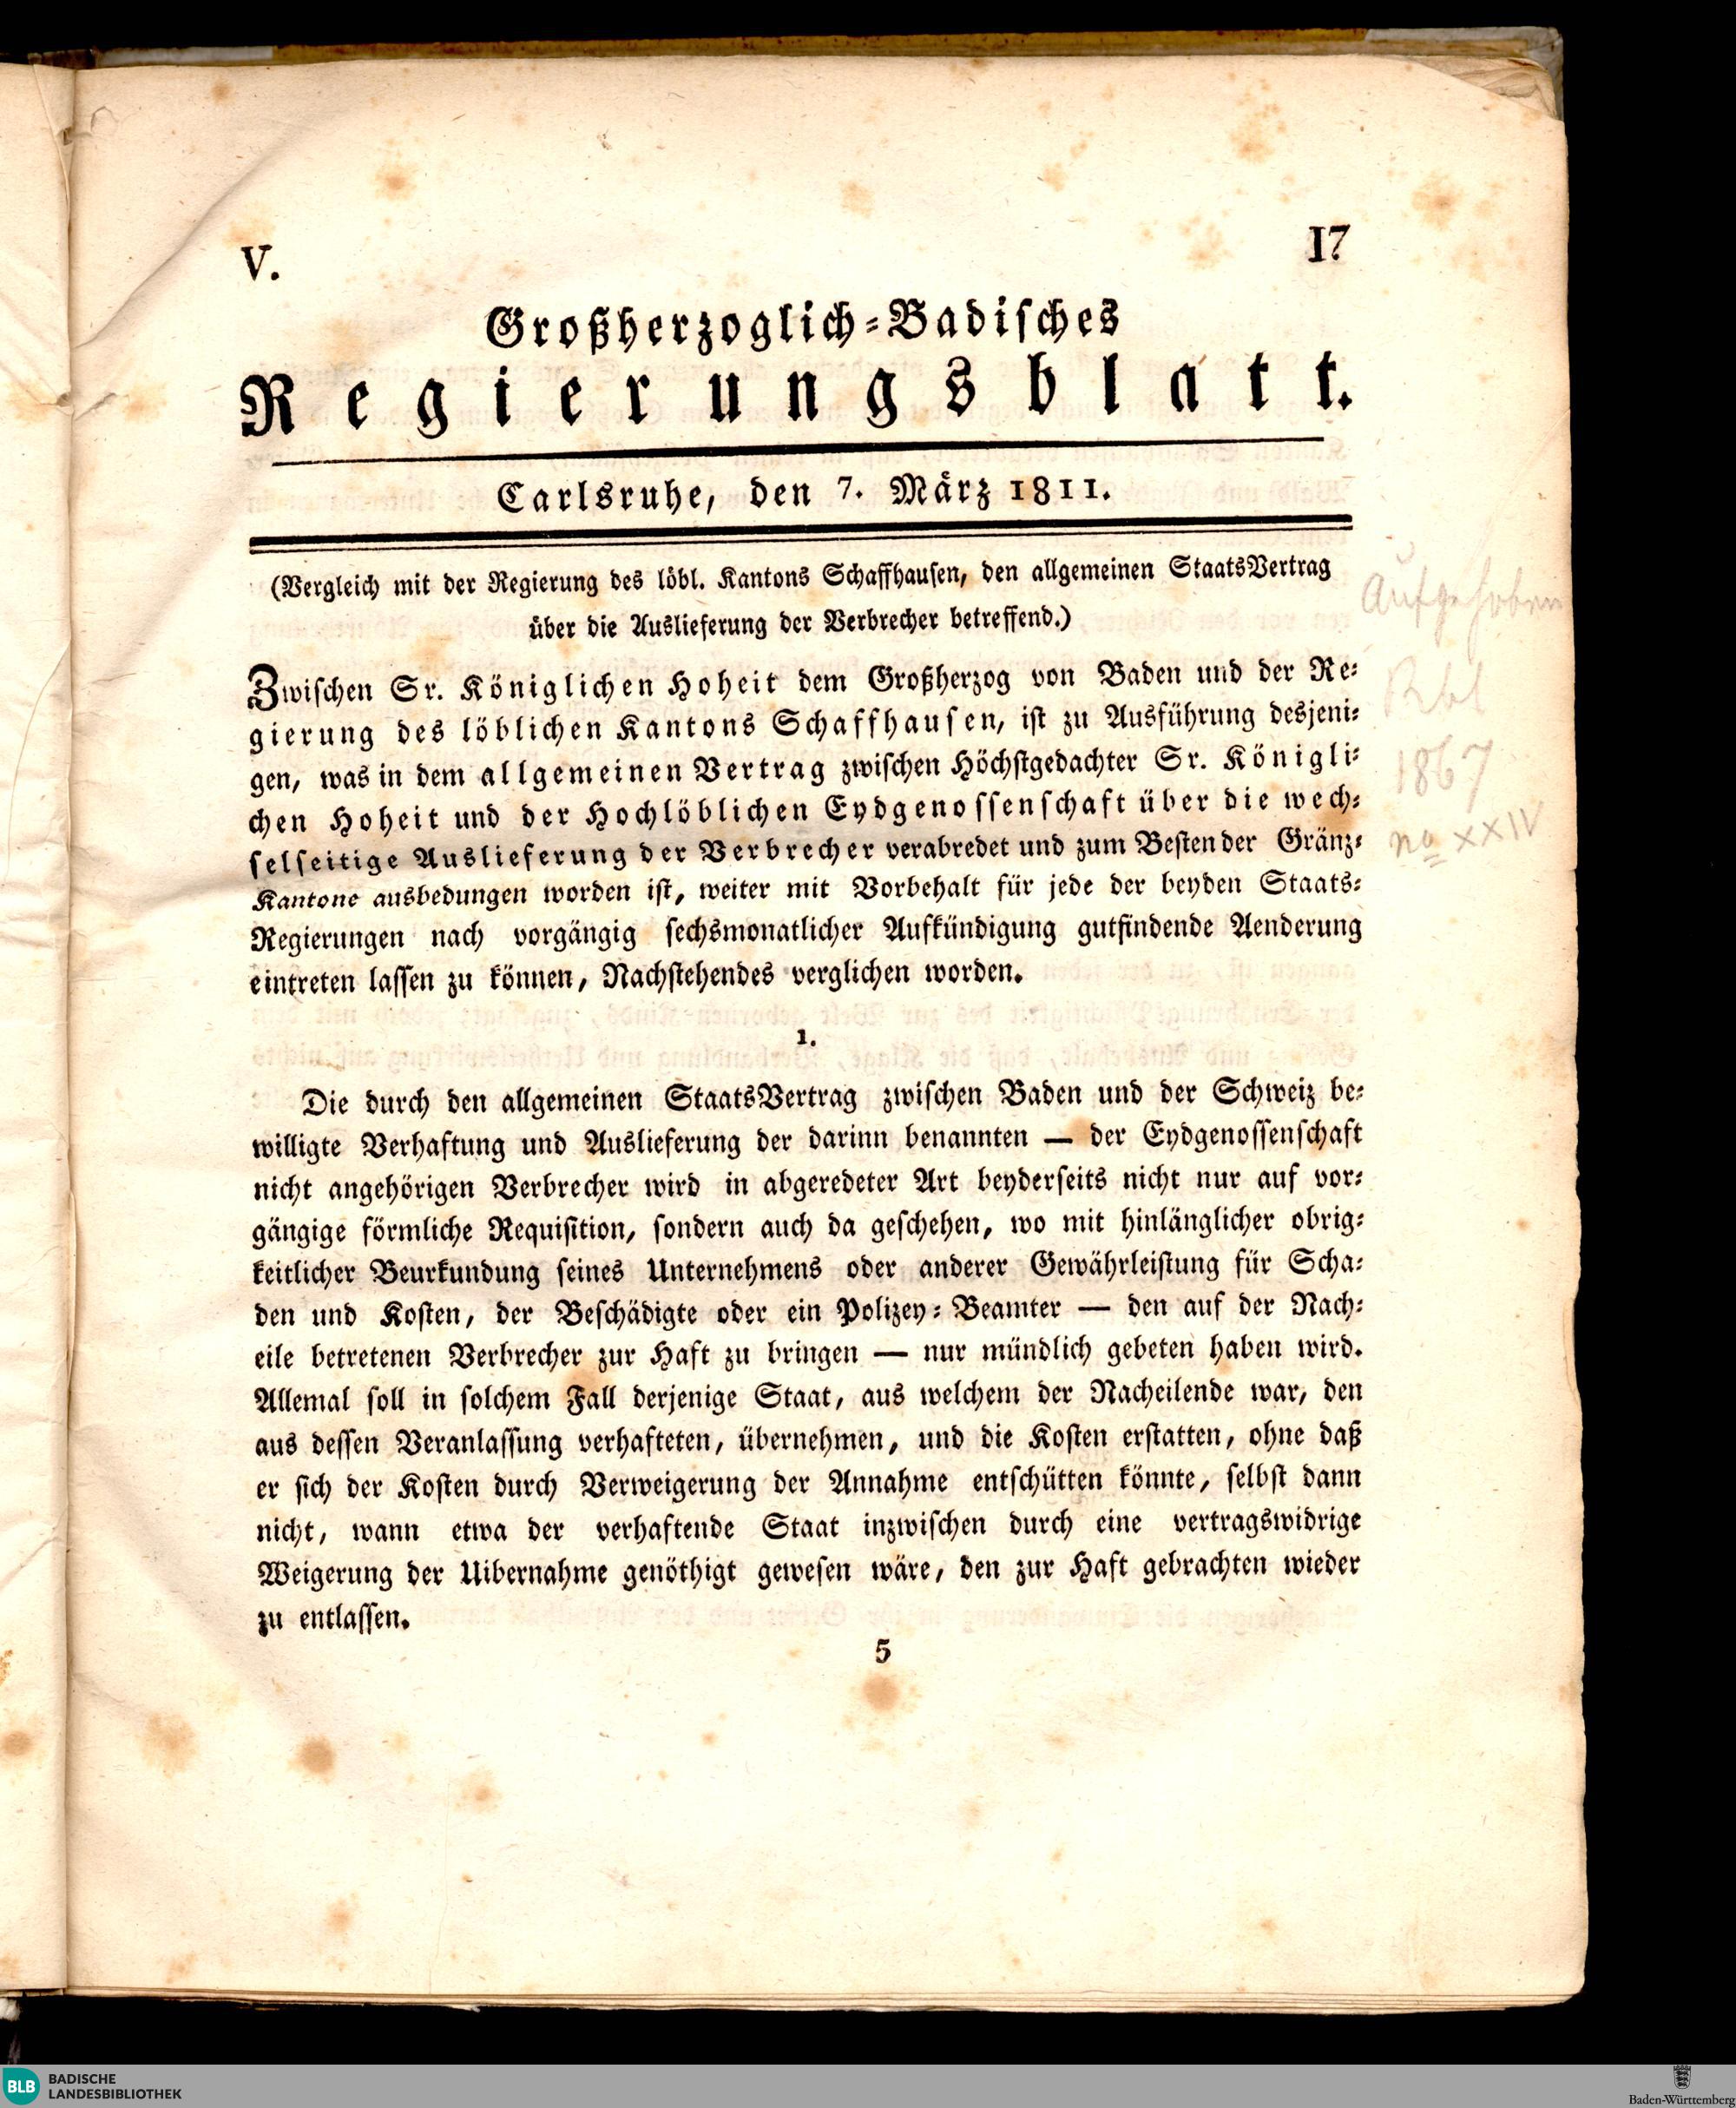 V.
17
Großherzoglich-Badisches
Regierungsblatt.
Carlsruhe, den 7. März 1811.
(Vergleich mit der Regierung des löbl. Kantons Schaffhausen, den allgemeinen StaatsVertrag
über die Auslieferung der Verbrecher betreffend.)
Zwischen Sr. Königlichen Hoheit dem Großherzog von Baden und der Re-
gierung des löblichen Kantons Schaffhausen, ist zu Ausführung desjeni-
gen, was in dem allgemeinen Vertrag zwischen Höchstgedachter Sr. Königli-
chen Hoheit und der Hochlöblichen Eydgenossenschaft über die wech-
selseitige Auslieferung der Verbrecher verabredet und zum Besten der Gränz-
Kantone ausbedungen worden ist, weiter mit Vorbehalt für jede der beyden Staats-
Regierungen nach vorgängig sechsmonatlicher Aufkündigung gutfindende Aenderung
eintreten lassen zu können, Nachstehendes verglichen worden.
1.
Die durch den allgemeinen StaatsVertrag zwischen Baden und der Schweiz be-
willigte Verhaftung und Auslieferung der darinn benannten — der Eydgenossenschaft
nicht angehörigen Verbrecher wird in abgeredeter Art beyderseits nicht nur auf vor-
gängige förmliche Requisition, sondern auch da geschehen, wo mit hinlänglicher obrig-
keitlicher Beurkundung seines Unternehmens oder anderer Gewährleistung für Scha-
den und Kosten, der Beschädigte oder ein Polizey-Beamter — den auf der Nach-
eile betretenen Verbrecher zur Haft zu bringen — nur mündlich gebeten haben wird.
Allemal soll in solchem Fall derjenige Staat, aus welchem der Nacheilende war, den
aus dessen Veranlassung verhafteten, übernehmen, und die Kosten erstatten, ohne daß
er sich der Kosten durch Verweigerung der Annahme entschütten könnte, selbst dann
nicht, wann etwa der verhaftende Staat inzwischen durch eine vertragswidrige
Weigerung der Uibernahme genöthigt gewesen wäre, den zur Haft gebrachten wieder
zu entlassen.
5
Aufgehoben
Rbl
1867
no XXIV
BLB BADISCHE
LANDESBIBLIOTHEK
Baden-Württemberg